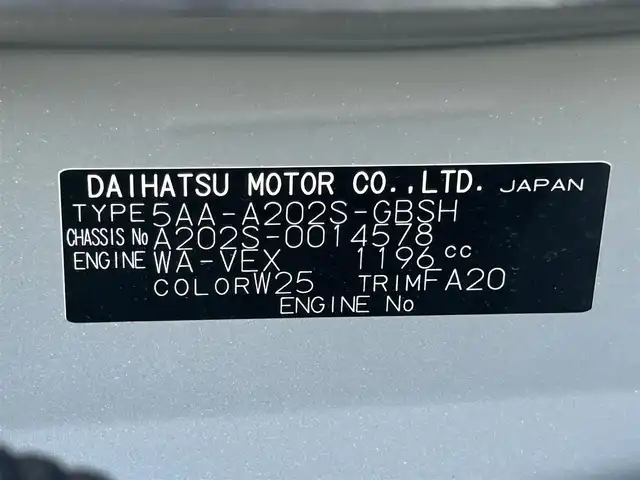 DAIHATSU MOTOR CO.,LTD. JAPAN
TYPE 5AA-A202S-GBSH
CHASSIS No A202S-0014578
ENGINE WA-VEX 1196 cc
COLOR W25 TRIM FA20
ENGINE No